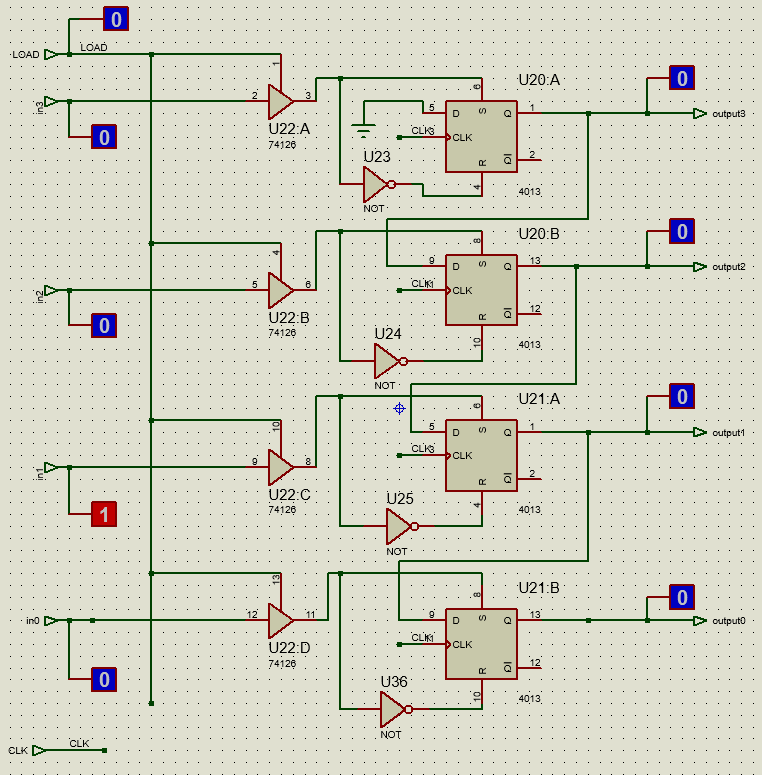 0
LOAD
LOAD
1
in3
2
3
U22:A
74126
0
U20:A
6
5
D
S
Q
1
0
output3
CLK
3
CLK
Q
2
R
4
4013
U23
NOT
4
in2
5
6
U22:B
74126
0
U20:B
8
9
D
S
Q
13
0
output2
CLK
CLK
Q
12
R
10
4013
U24
NOT
10
in1
9
8
U22:C
74126
1
U21:A
6
5
D
S
Q
1
0
output1
CLK
3
CLK
Q
2
R
4
4013
U25
NOT
13
in0
12
11
U22:D
74126
0
U21:B
8
9
D
S
Q
13
0
output0
CLK
CLK
Q
12
R
10
4013
U36
NOT
CLK
CLK